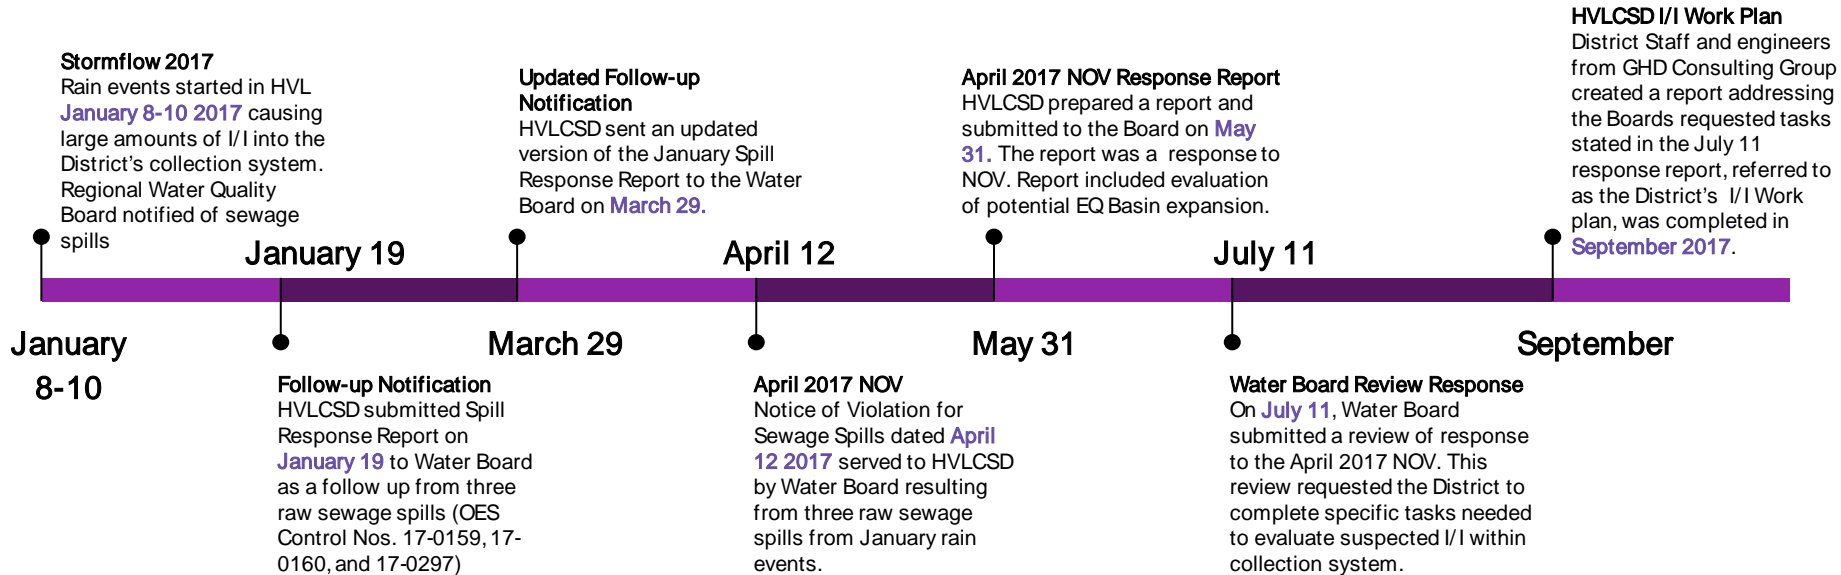 Stormflow 2017
Rain events started in HVL
January 8-10 2017 causing
large amounts of I/I into the
District's collection system.
Regional Water Quality
Board notified of sewage
spills
January
8-10
January 19
Follow-up Notification
HVLCSD submitted Spill
Response Report on
January 19 to Water Board
as a follow up from three
raw sewage spills (OES
Control Nos. 17-0159, 17-
0160, and 17-0297)
Updated Follow-up
Notification
HVLCSD sent an updated
version of the January Spill
Response Report to the Water
Board on March 29.
March 29
April 12
April 2017 NOV
Notice of Violation for
Sewage Spills dated April
12 2017 served to HVLCSD
by Water Board resulting
from three raw sewage
spills from January rain
events.
April 2017 NOV Response Report
HVLCSD prepared a report and
submitted to the Board on May
31. The report was a response to
NOV. Report included evaluation
of potential EQ Basin expansion.
May 31
July 11
Water Board Review Response
On July 11, Water Board
submitted a review of response
to the April 2017 NOV. This
review requested the District to
complete specific tasks needed
to evaluate suspected I/I within
collection system.
HVLCSD I/I Work Plan
District Staff and engineers
from GHD Consulting Group
created a report addressing
the Boards requested tasks
stated in the July 11
response report, referred to
as the District's I/I Work
plan, was completed in
September 2017.
September